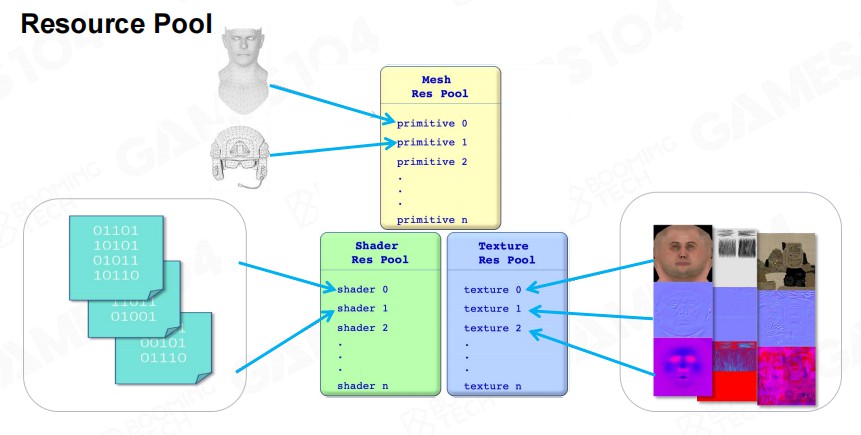 Resource Pool
Mesh
Res Pool
primitive 0
primitive 1
primitive 2
.
.
.
primitive n
01101
10101
01011
10110
11011
01001
00101
01110
Shader
Res Pool
shader 0
shader 1
shader 2
.
.
.
shader n
Texture
Res Pool
texture 0
texture 1
texture 2
.
.
.
texture n
GAMES104
BOOMING
TECH